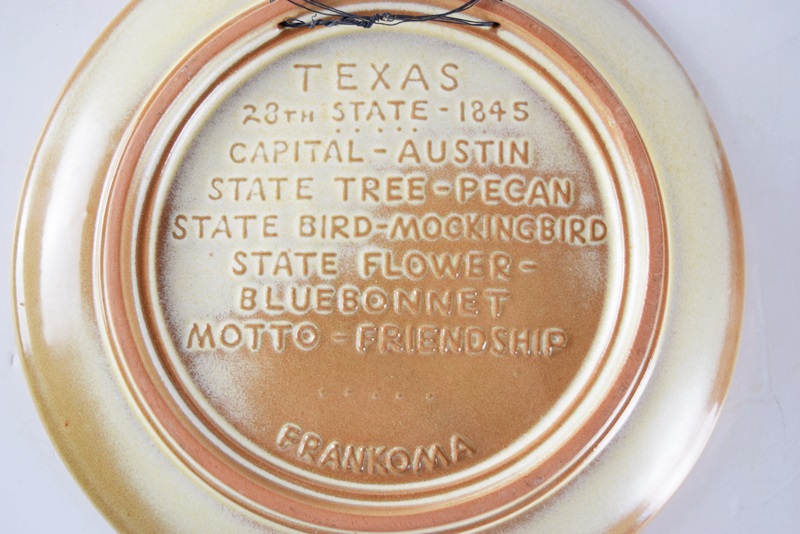 TEXAS
28TH STATE - 1845
CAPITAL - AUSTIN
STATE TREE - PECAN
STATE BIRD - MOCKINGBIRD
STATE FLOWER -
BLUEBONNET
MOTTO - FRIENDSHIP
FRANKOMA